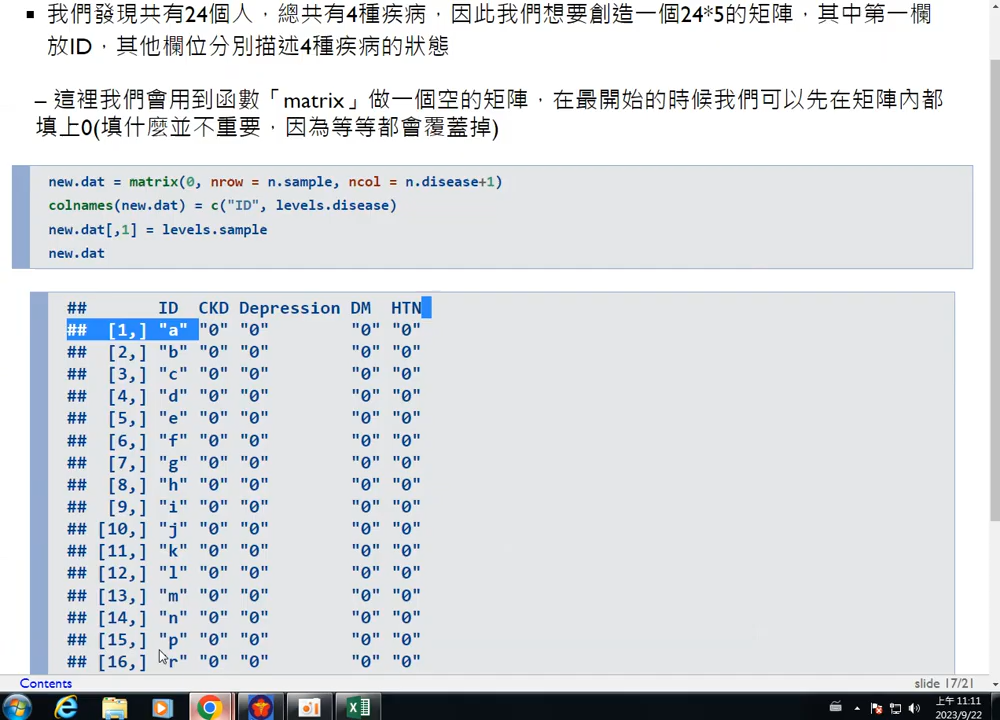 ▪ 我們發現共有24個人，總共有4種疾病，因此我們想要創造一個24*5的矩陣，其中第一欄
放ID，其他欄位分別描述4種疾病的狀態
– 這裡我們會用到函數「matrix」做一個空的矩陣，在最開始的時候我們可以先在矩陣內都
填上0(填什麼並不重要，因為等等都會覆蓋掉)
new.dat = matrix(0, nrow = n.sample, ncol = n.disease+1)
colnames(new.dat) = c("ID", levels.disease)
new.dat[,1] = levels.sample
new.dat
## ID CKD Depression DM HTN
## [1,] "a" "0" "0" "0" "0"
## [2,] "b" "0" "0" "0" "0"
## [3,] "c" "0" "0" "0" "0"
## [4,] "d" "0" "0" "0" "0"
## [5,] "e" "0" "0" "0" "0"
## [6,] "f" "0" "0" "0" "0"
## [7,] "g" "0" "0" "0" "0"
## [8,] "h" "0" "0" "0" "0"
## [9,] "i" "0" "0" "0" "0"
## [10,] "j" "0" "0" "0" "0"
## [11,] "k" "0" "0" "0" "0"
## [12,] "l" "0" "0" "0" "0"
## [13,] "m" "0" "0" "0" "0"
## [14,] "n" "0" "0" "0" "0"
## [15,] "p" "0" "0" "0" "0"
## [16,] "r" "0" "0" "0" "0"
Contents slide 17/21
上午 11:11
2023/9/22